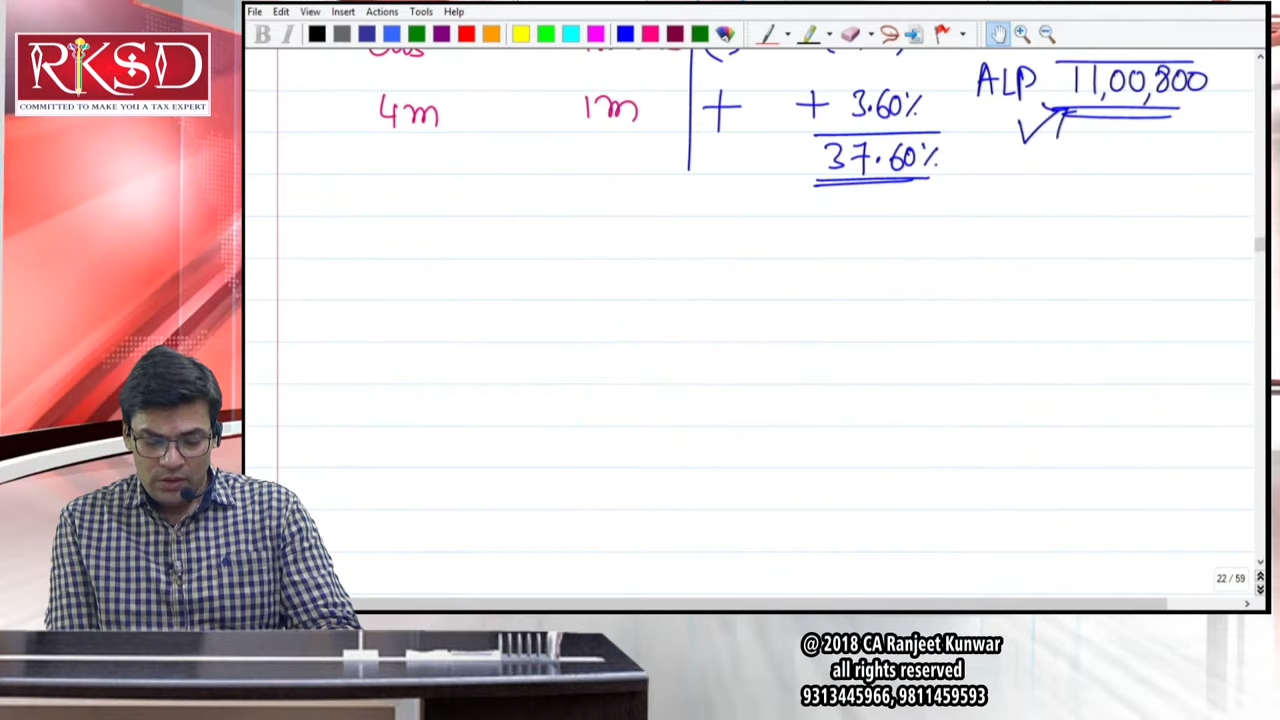 File Edit View Insert Actions Tools Help
B I
RKSD
COMMITTED TO MAKE YOU A TAX EXPERT
4m 1m + + 3.60%
37.60%
ALP 11,00,800
22 / 59
@ 2018 CA Ranjeet Kunwar
all rights reserved
9313445966, 9811459593